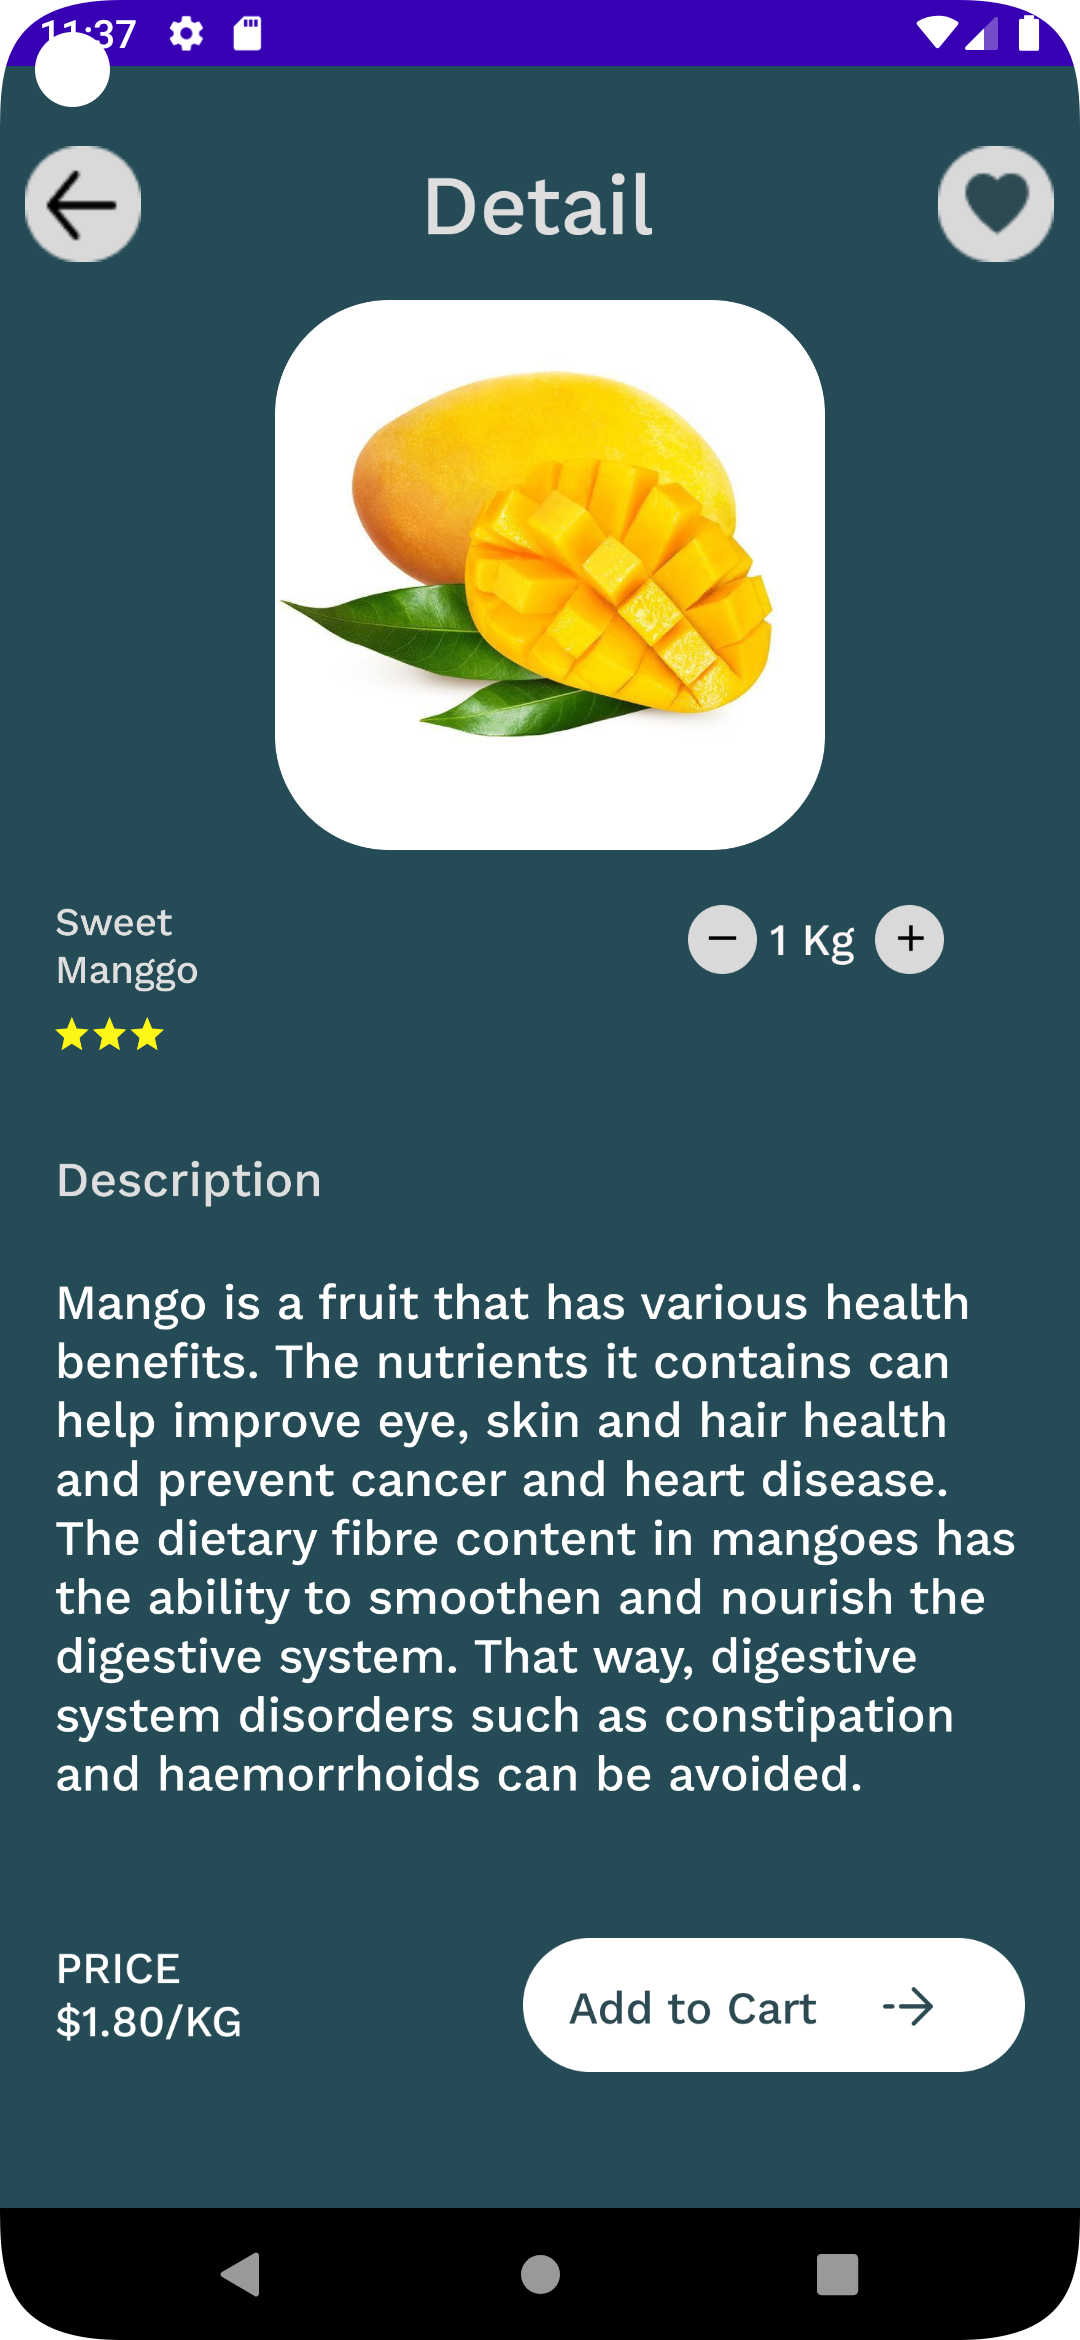 11:37
Detail
Sweet
Manggo
1 Kg
Description
Mango is a fruit that has various health
benefits. The nutrients it contains can
help improve eye, skin and hair health
and prevent cancer and heart disease.
The dietary fibre content in mangoes has
the ability to smoothen and nourish the
digestive system. That way, digestive
system disorders such as constipation
and haemorrhoids can be avoided.
PRICE
$1.80/KG
Add to Cart